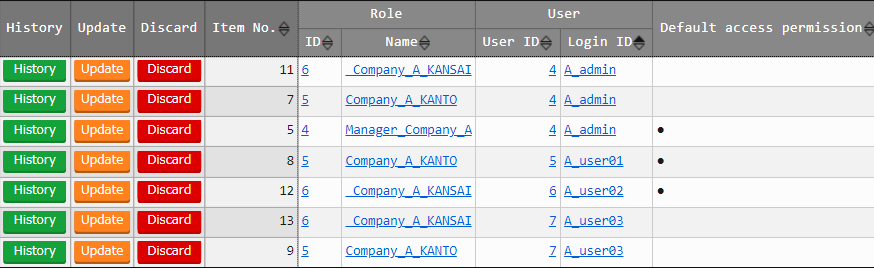 Role User
History Update Discard Item No. Default access permission
ID Name User ID Login ID
History Update Discard 11 6 _Company_A_KANSAI 4 A_admin
History Update Discard 7 5 Company_A_KANTO 4 A_admin
History Update Discard 5 4 Manager_Company_A 4 A_admin ●
History Update Discard 8 5 Company_A_KANTO 5 A_user01 ●
History Update Discard 12 6 _Company_A_KANSAI 6 A_user02 ●
History Update Discard 13 6 _Company_A_KANSAI 7 A_user03
History Update Discard 9 5 Company_A_KANTO 7 A_user03